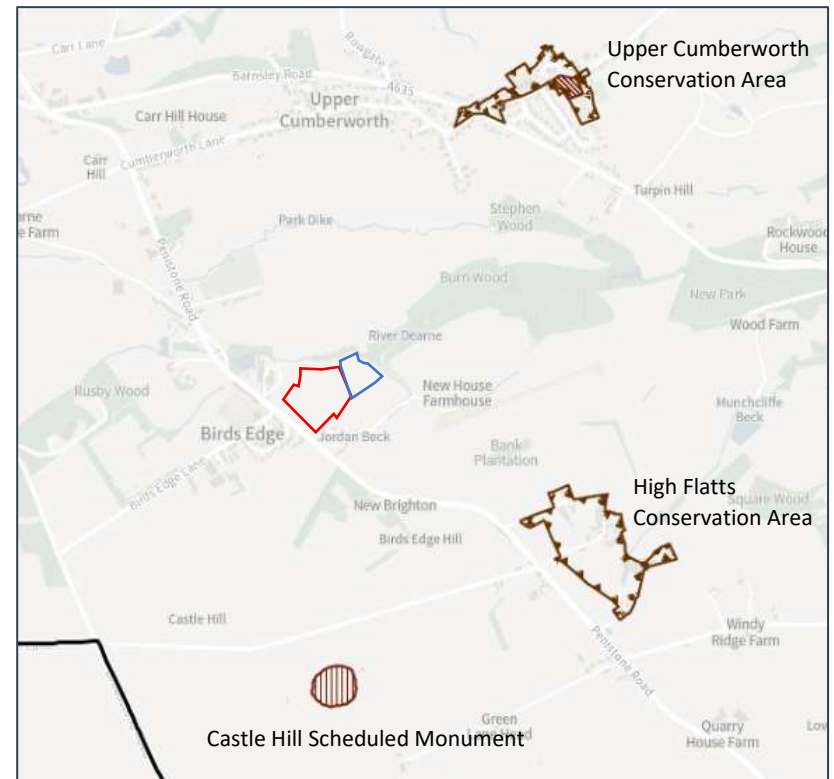 Cart Lane
Rowgate
Upper Cumberworth
Conservation Area
Barnsley Road
A635
Upper
Cumberworth
Carr Hill House
Cumberworth Lane
Carr
Hill
Turpin Hill
e Farm
Stephen
Wood
Park Dike
Rockwood
House
Penistone Road
Burn Wood
New Park
Wood Farm
River Dearne
Rusby Wood
New House
Farmhouse
Munchcliffe
Beck
Birds Edge
Jordan Beck
Bank
Plantation
Birds Edge Lane
High Flatts
Conservation Area
Square Wood
New Brighton
Birds Edge Hill
Castle Hill
Windy
Ridge Farm
Penistone Road
Castle Hill Scheduled Monument
Green
Quarry
House Farm
Low